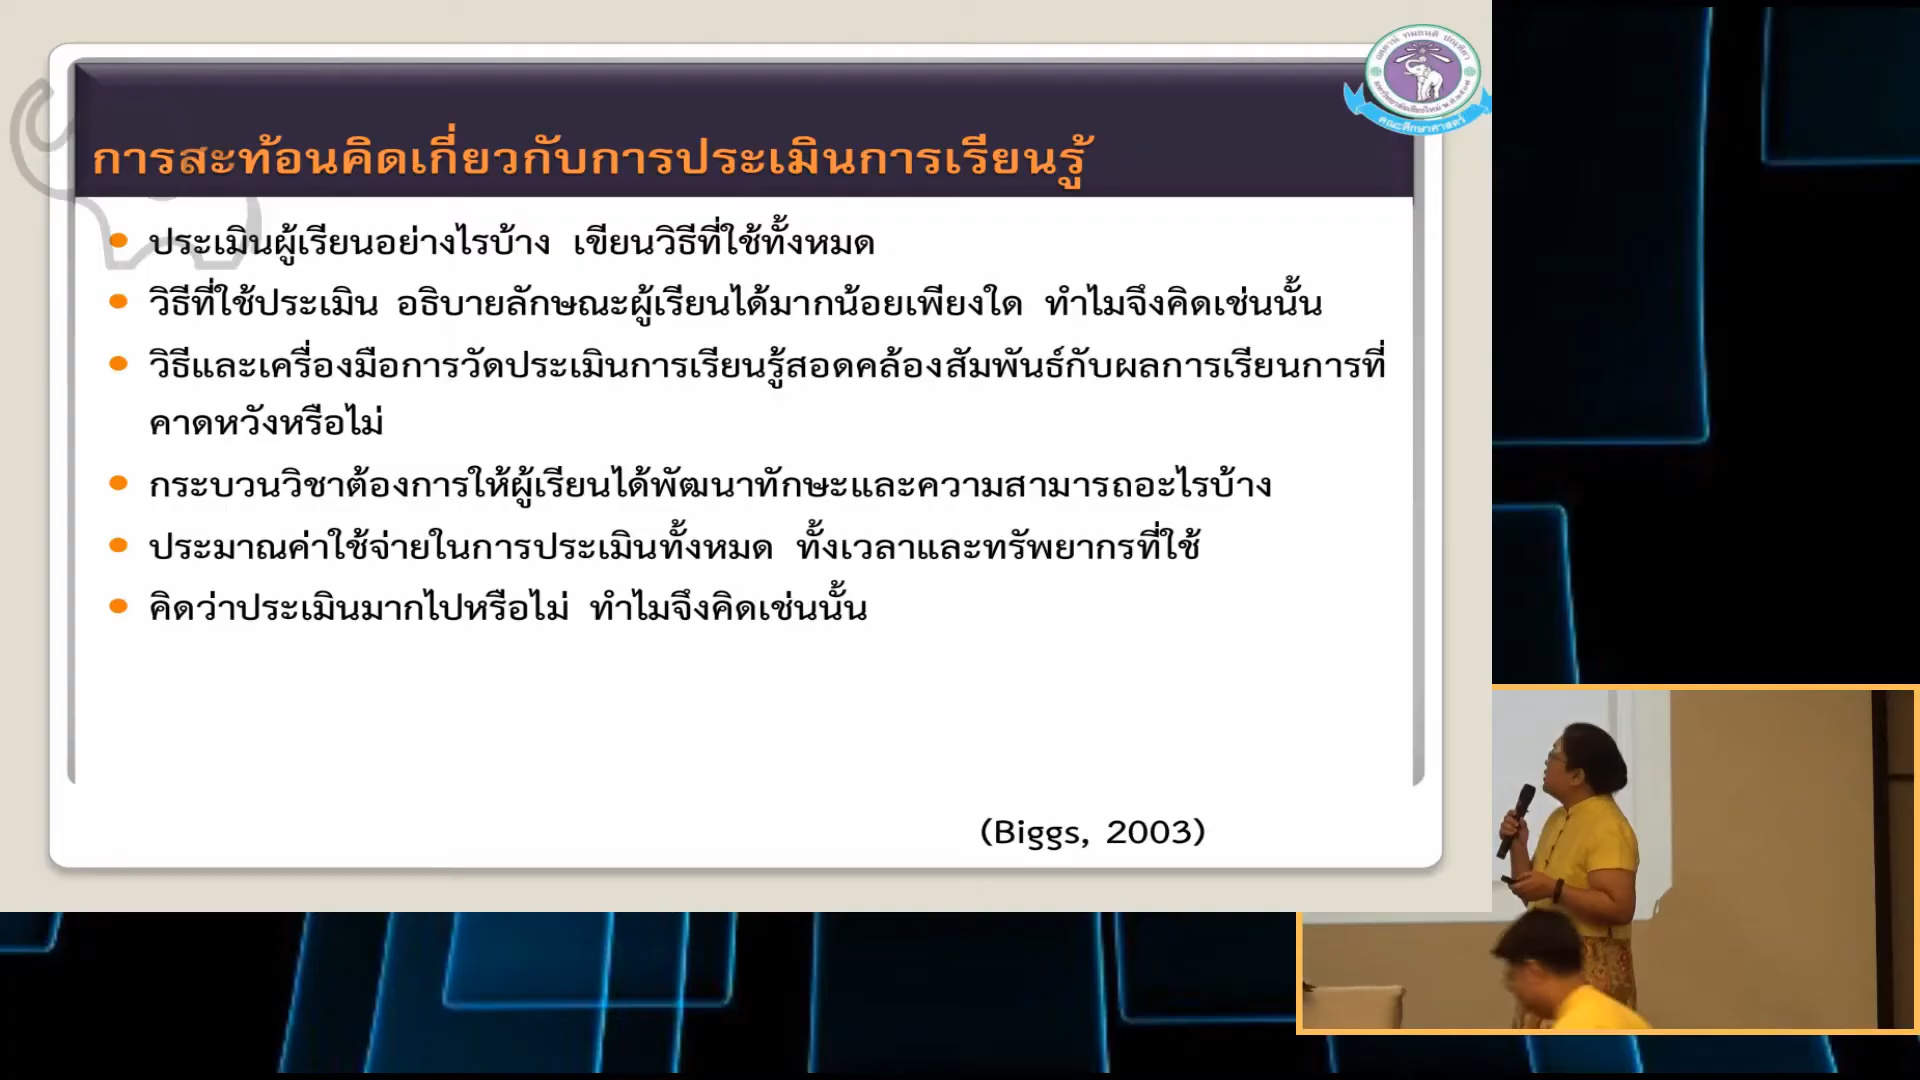 การสะท้อนคิดเกี่ยวกับการประเมินการเรียนรู้
ประเมินผู้เรียนอย่างไรบ้าง เขียนวิธีที่ใช้ทั้งหมด
วิธีที่ใช้ประเมิน อธิบายลักษณะผู้เรียนได้มากน้อยเพียงใด ทำไมจึงคิดเช่นนั้น
วิธีและเครื่องมือการวัดประเมินการเรียนรู้สอดคล้องสัมพันธ์กับผลการเรียนการที่
คาดหวังหรือไม่
กระบวนวิชาต้องการให้ผู้เรียนได้พัฒนาทักษะและความสามารถอะไรบ้าง
ประมาณค่าใช้จ่ายในการประเมินทั้งหมด ทั้งเวลาและทรัพยากรที่ใช้
คิดว่าประเมินมากไปหรือไม่ ทำไมจึงคิดเช่นนั้น
(Biggs, 2003)
คณะศึกษาศาสตร์